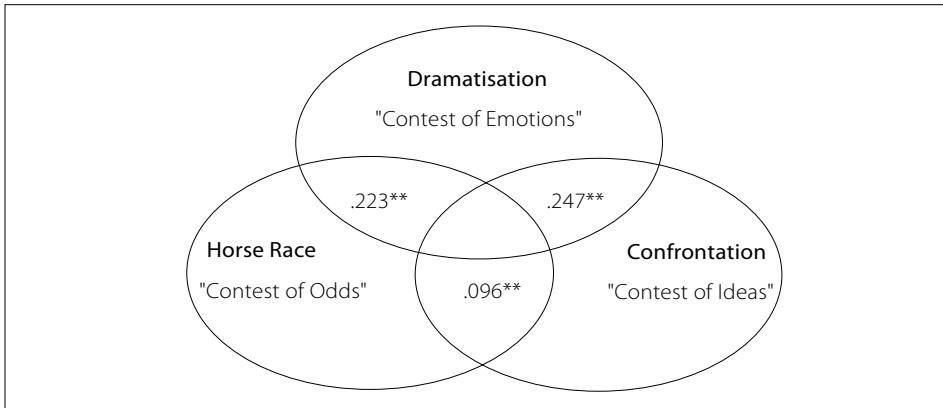 Dramatisation
"Contest of Emotions"
.223**
.247**
Horse Race
Confrontation
"Contest of Odds"
.096**
"Contest of Ideas"